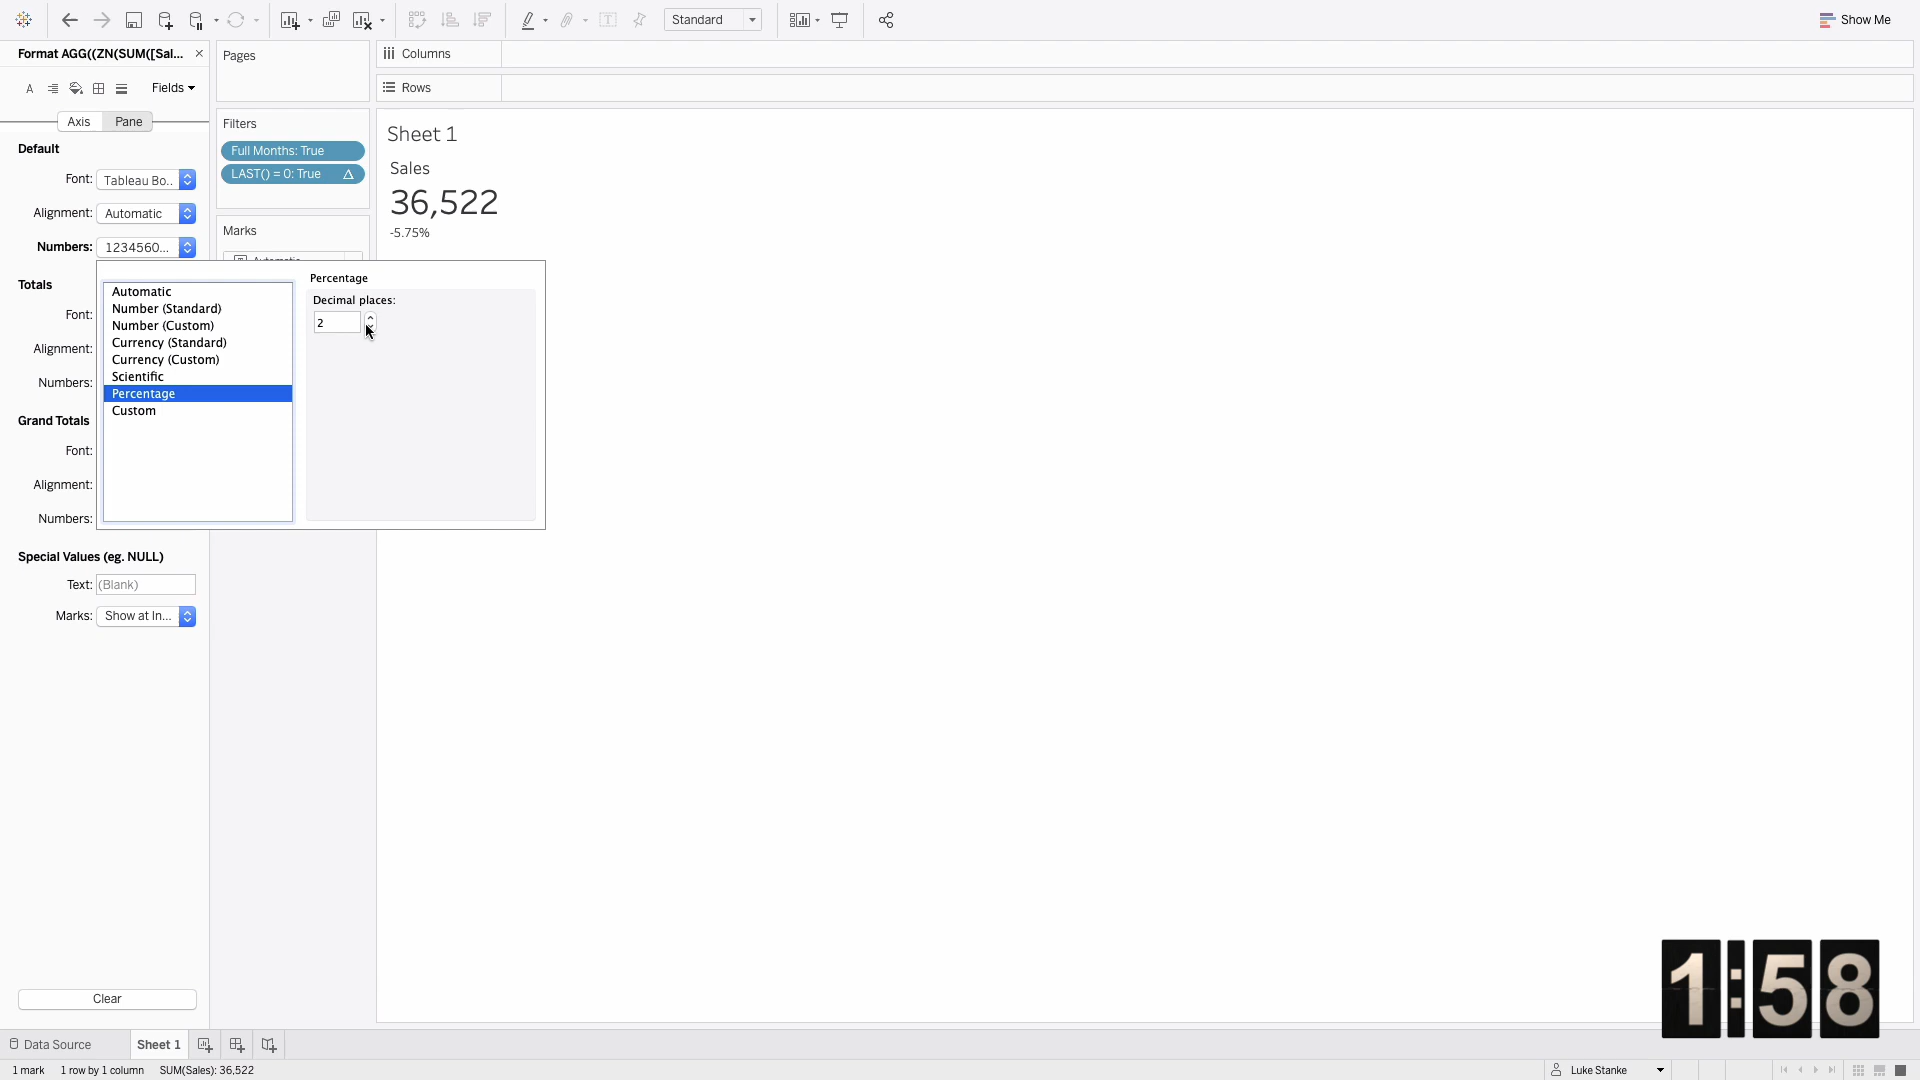 Standard
Show Me
Format AGG((ZN(SUM([Sal...
Fields
Axis
Pane
Default
Font: Tableau Bo..
Alignment: Automatic
Numbers: 1234560...
Totals
Font:
Alignment:
Numbers:
Grand Totals
Font:
Alignment:
Numbers:
Special Values (eg. NULL)
Text: (Blank)
Marks: Show at In...
Clear
Automatic
Number (Standard)
Number (Custom)
Currency (Standard)
Currency (Custom)
Scientific
Percentage
Custom
Percentage
Decimal places:
2
Pages
Filters
Full Months: True
LAST() = 0: True
Marks
Automatic
Columns
Rows
Sheet 1
Sales
36,522
-5.75%
1:58
Data Source
Sheet 1
1 mark
1 row by 1 column
SUM(Sales): 36,522
Luke Stanke